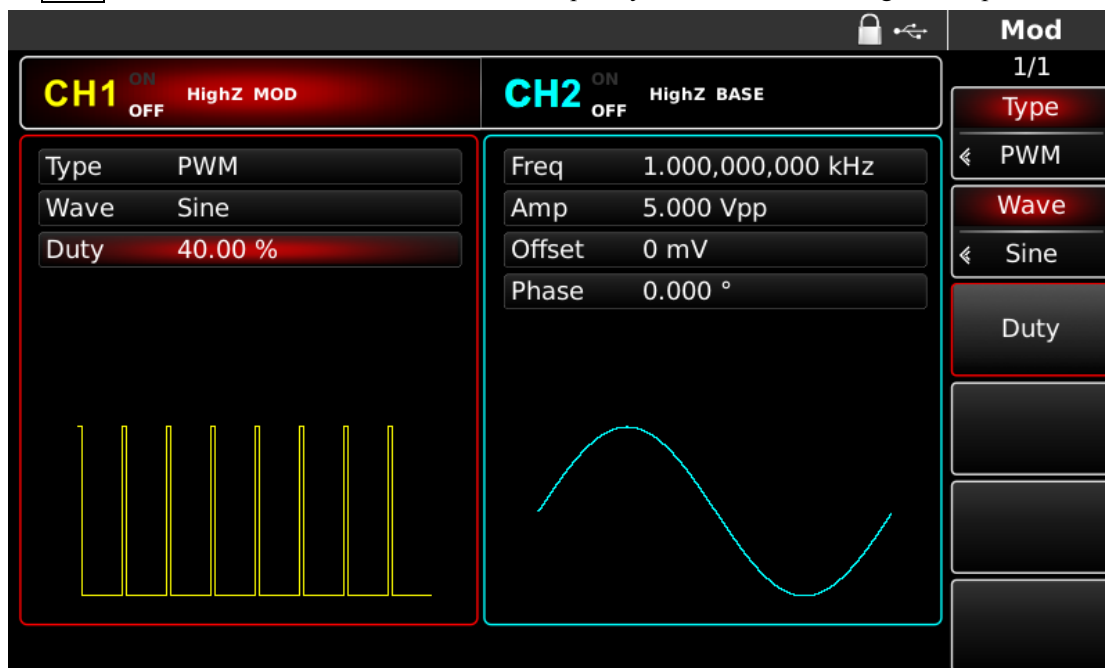 Mod
1/1
CH1 ON OFF HighZ MOD
CH2 ON OFF HighZ BASE
Type
PWM
Wave
Sine
Duty
Type PWM
Wave Sine
Duty 40.00 %
Freq 1.000,000,000 kHz
Amp 5.000 Vpp
Offset 0 mV
Phase 0.000 °